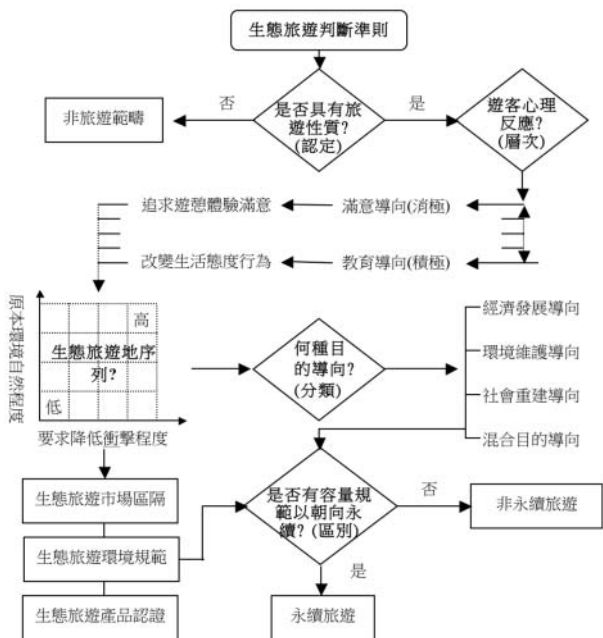 生態旅遊判斷準則
是否具有旅
遊性質?
(認定)
否
是
非旅遊範疇
遊客心理
反應?
(層次)
追求遊憩體驗滿意
滿意導向(消極)
改變生活態度行為
教育導向(積極)
原本環境自然程度
高
生態旅遊地序
列?
低
要求降低衝擊程度
何種目
的導向?
(分類)
經濟發展導向
環境維護導向
社會重建導向
混合目的導向
生態旅遊市場區隔
生態旅遊環境規範
生態旅遊產品認證
是否有容量規
範以朝向永
續? (區別)
否
非永續旅遊
是
永續旅遊